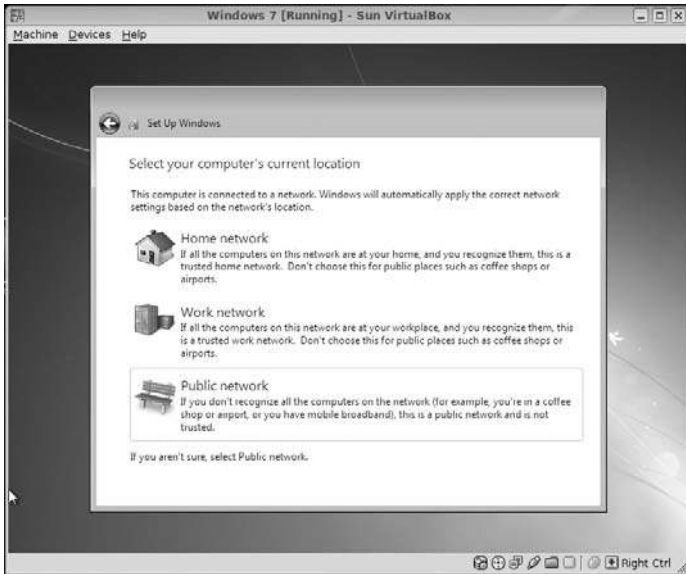 Windows 7 [Running] - Sun VirtualBox
Machine Devices Help
Set Up Windows
Select your computer's current location
This computer is connected to a network. Windows will automatically apply the correct network
settings based on the network's location.
Home network
If all the computers on this network are at your home, and you recognize them, this is a
trusted home network. Don't choose this for public places such as coffee shops or
airports.
Work network
If all the computers on this network are at your workplace, and you recognize them, this
is a trusted work network. Don't choose this for public places such as coffee shops or
airports.
Public network
If you don't recognize all the computers on the network (for example, you're in a coffee
shop or airport, or you have mobile broadband), this is a public network and is not
trusted.
If you aren't sure, select Public network.
Right Ctrl